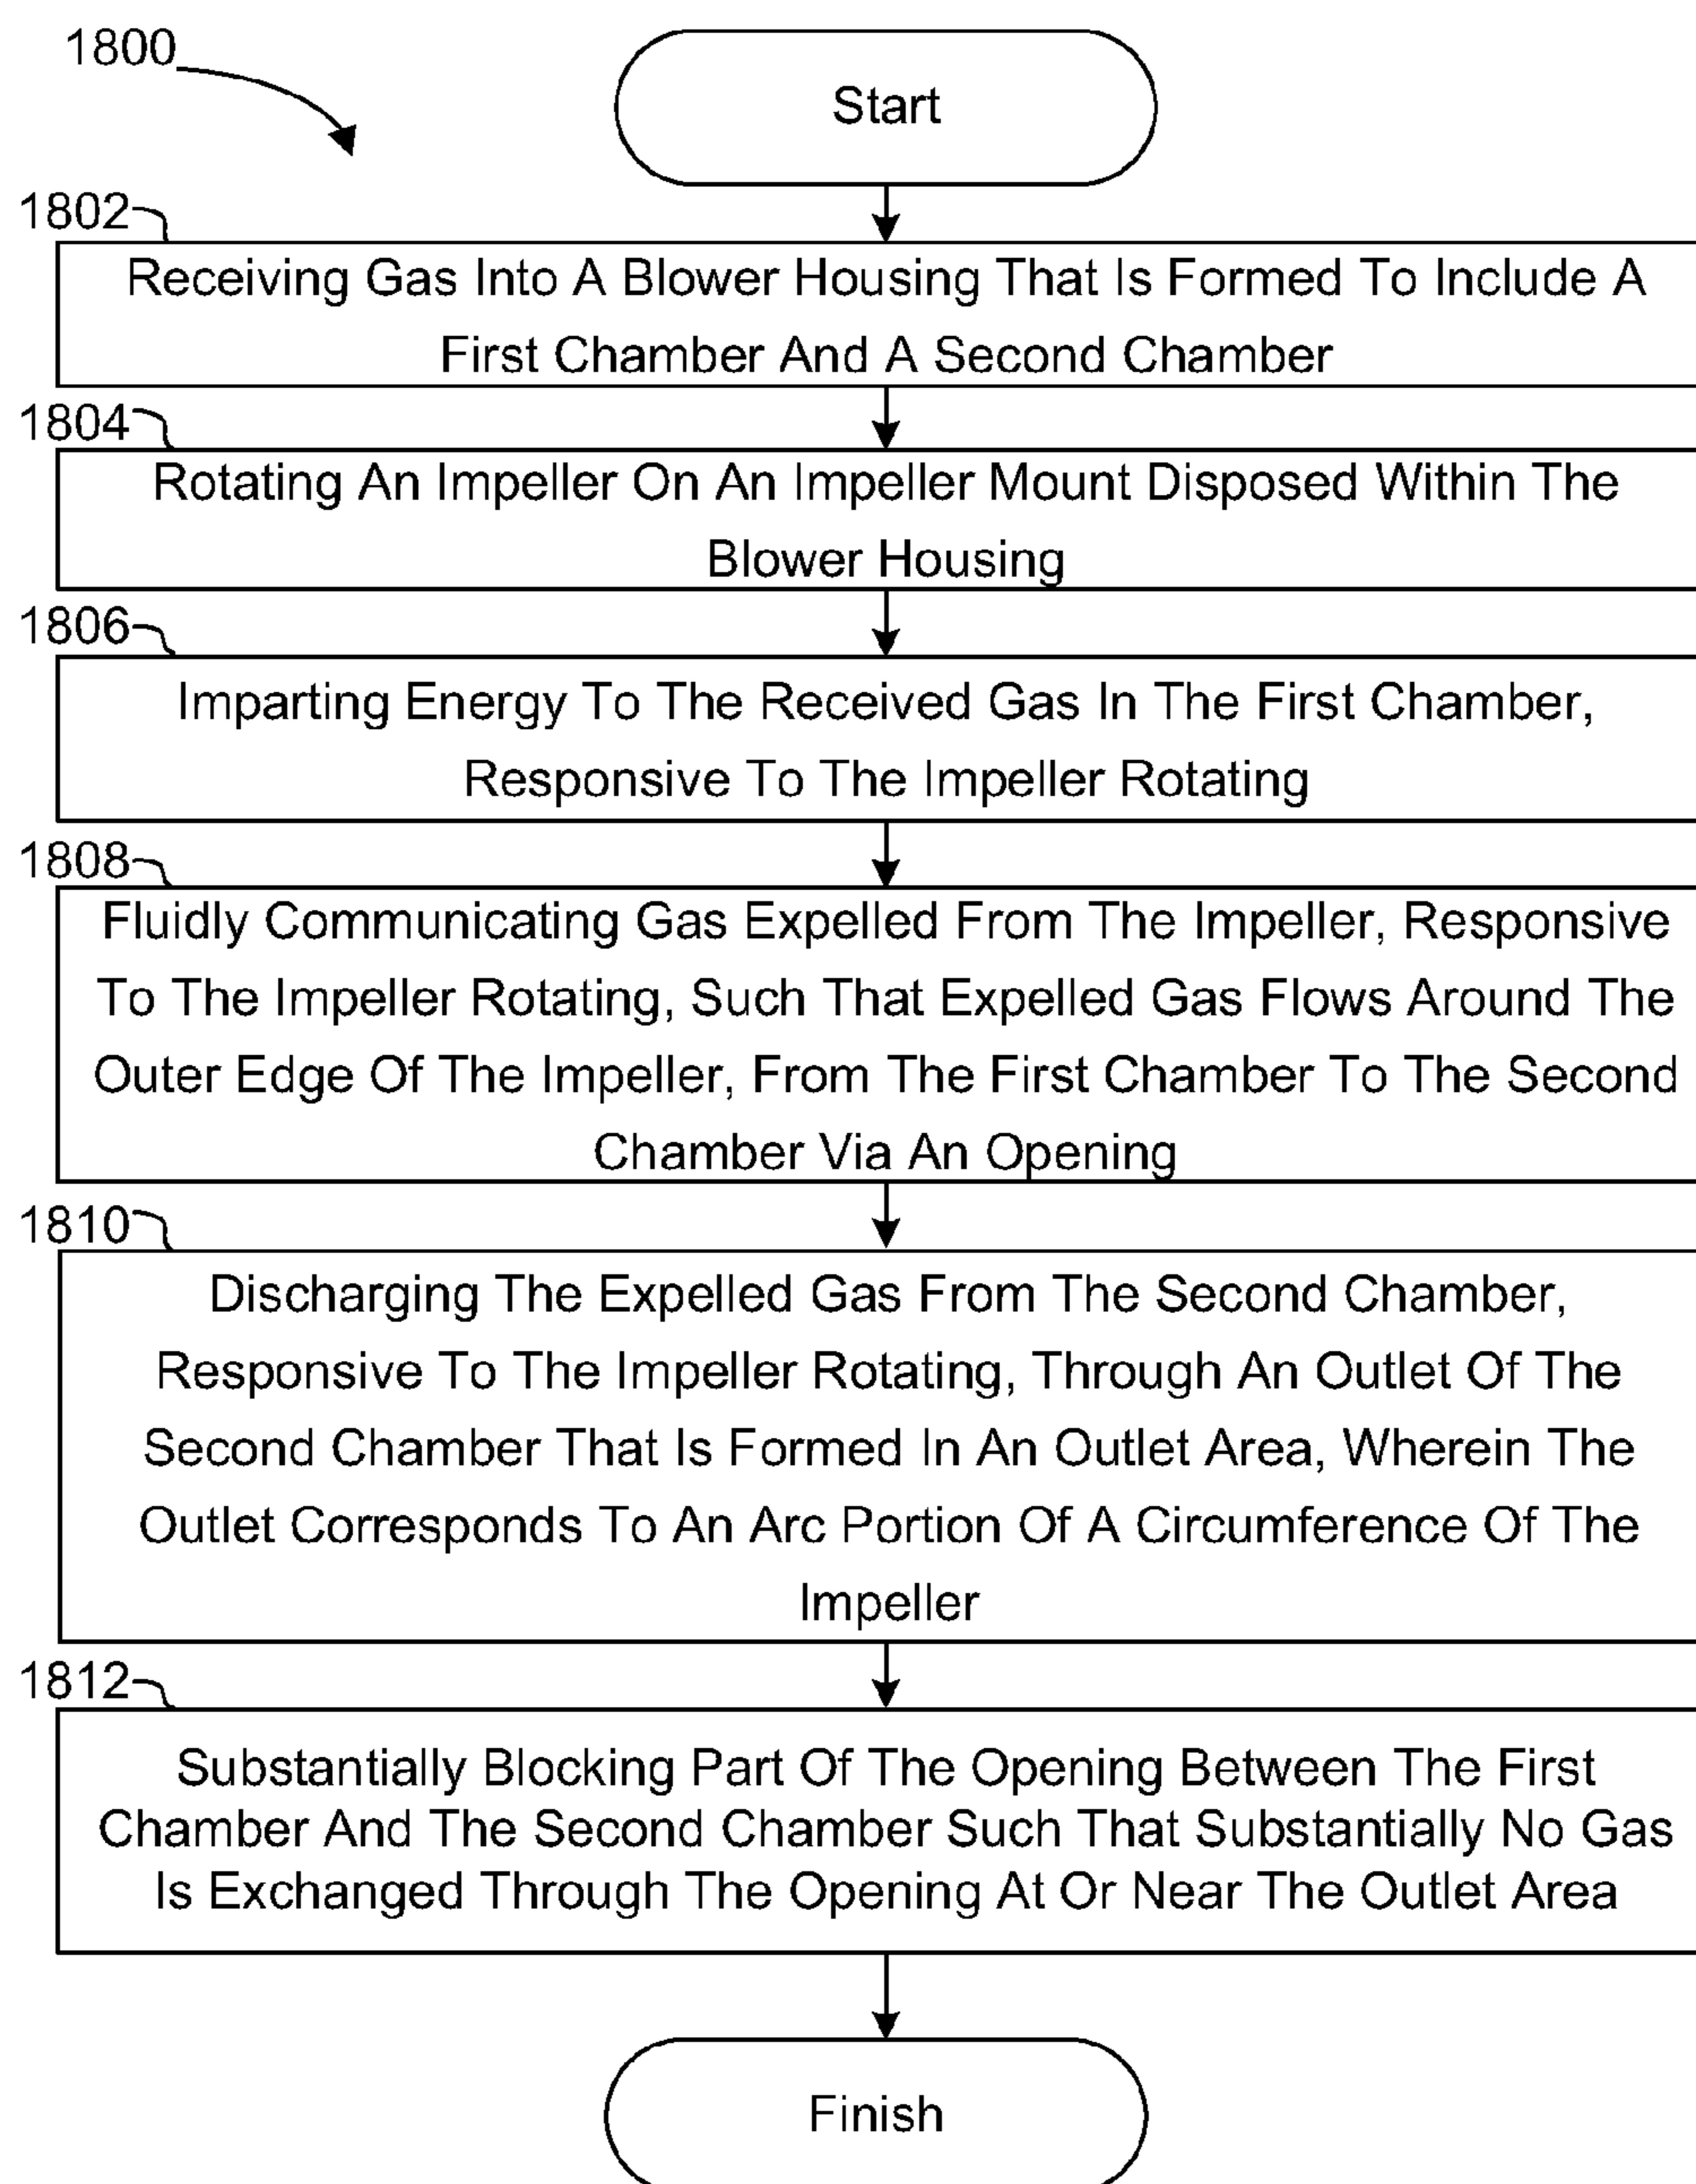 1800
Start
1802
Receiving Gas Into A Blower Housing That Is Formed To Include A
First Chamber And A Second Chamber
1804
Rotating An Impeller On An Impeller Mount Disposed Within The
Blower Housing
1806
Imparting Energy To The Received Gas In The First Chamber,
Responsive To The Impeller Rotating
1808
Fluidly Communicating Gas Expelled From The Impeller, Responsive
To The Impeller Rotating, Such That Expelled Gas Flows Around The
Outer Edge Of The Impeller, From The First Chamber To The Second
Chamber Via An Opening
1810
Discharging The Expelled Gas From The Second Chamber,
Responsive To The Impeller Rotating, Through An Outlet Of The
Second Chamber That Is Formed In An Outlet Area, Wherein The
Outlet Corresponds To An Arc Portion Of A Circumference Of The
Impeller
1812
Substantially Blocking Part Of The Opening Between The First
Chamber And The Second Chamber Such That Substantially No Gas
Is Exchanged Through The Opening At Or Near The Outlet Area
Finish